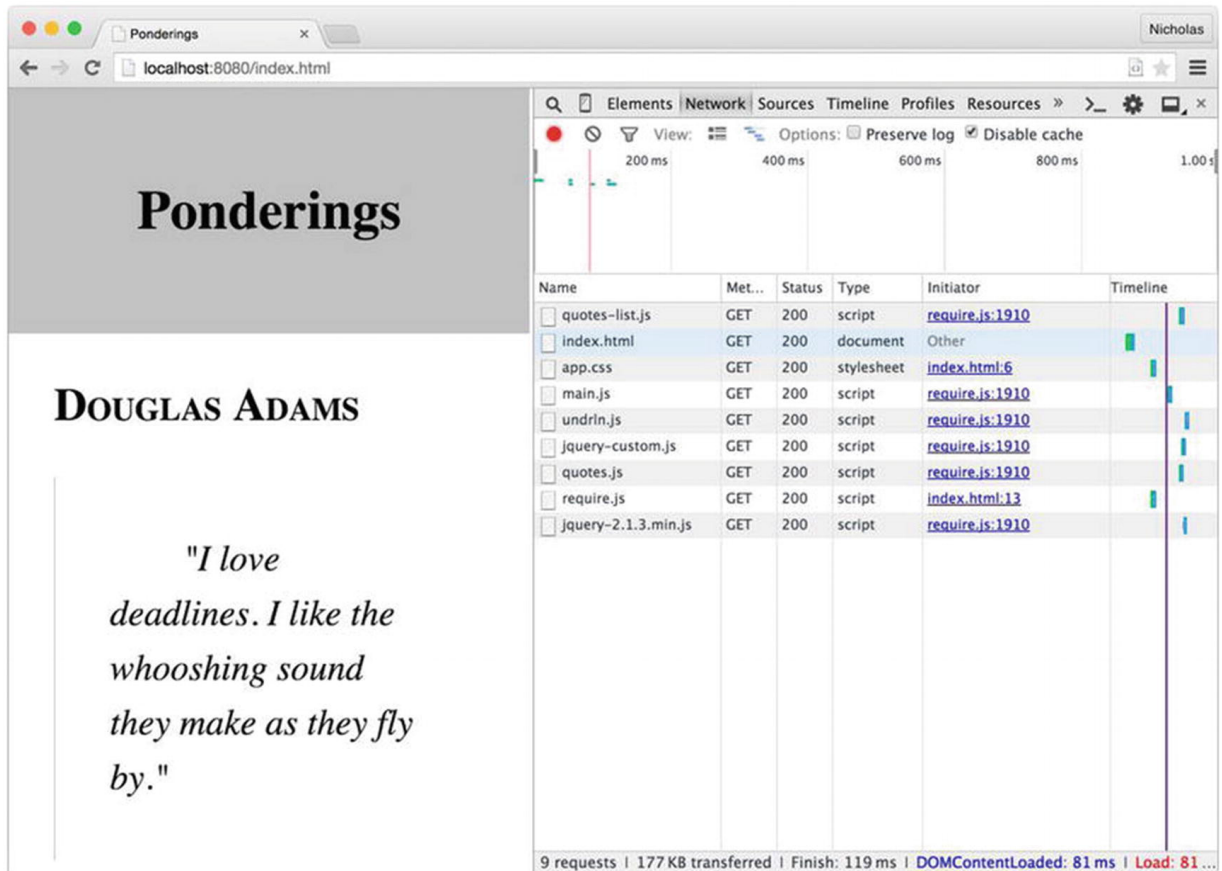 Ponderings ×
Nicholas
localhost:8080/index.html
Ponderings
DOUGLAS ADAMS
"I love
deadlines. I like the
whooshing sound
they make as they fly
by."
Elements Network Sources Timeline Profiles Resources » ×
View: Options: Preserve log Disable cache
200 ms 400 ms 600 ms 800 ms 1.00 s
Name Met... Status Type Initiator Timeline
quotes-list.js GET 200 script require.js:1910
index.html GET 200 document Other
app.css GET 200 stylesheet index.html:6
main.js GET 200 script require.js:1910
undrln.js GET 200 script require.js:1910
jquery-custom.js GET 200 script require.js:1910
quotes.js GET 200 script require.js:1910
require.js GET 200 script index.html:13
jquery-2.1.3.min.js GET 200 script require.js:1910
9 requests | 177 KB transferred | Finish: 119 ms | DOMContentLoaded: 81 ms | Load: 81 ...